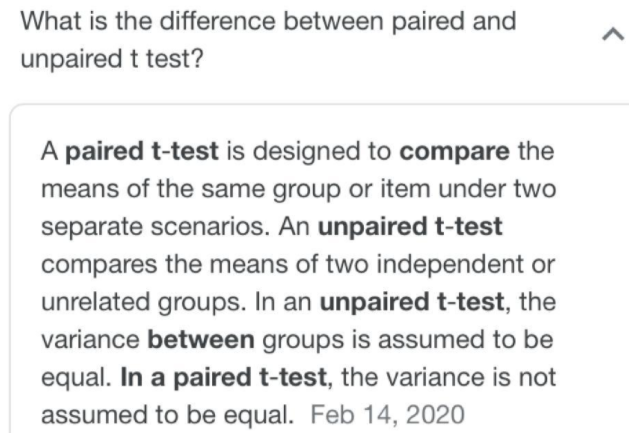 What is the difference between paired and
unpaired t test?
A paired t-test is designed to compare the
means of the same group or item under two
separate scenarios. An unpaired t-test
compares the means of two independent or
unrelated groups. In an unpaired t-test, the
variance between groups is assumed to be
equal. In a paired t-test, the variance is not
assumed to be equal. Feb 14, 2020